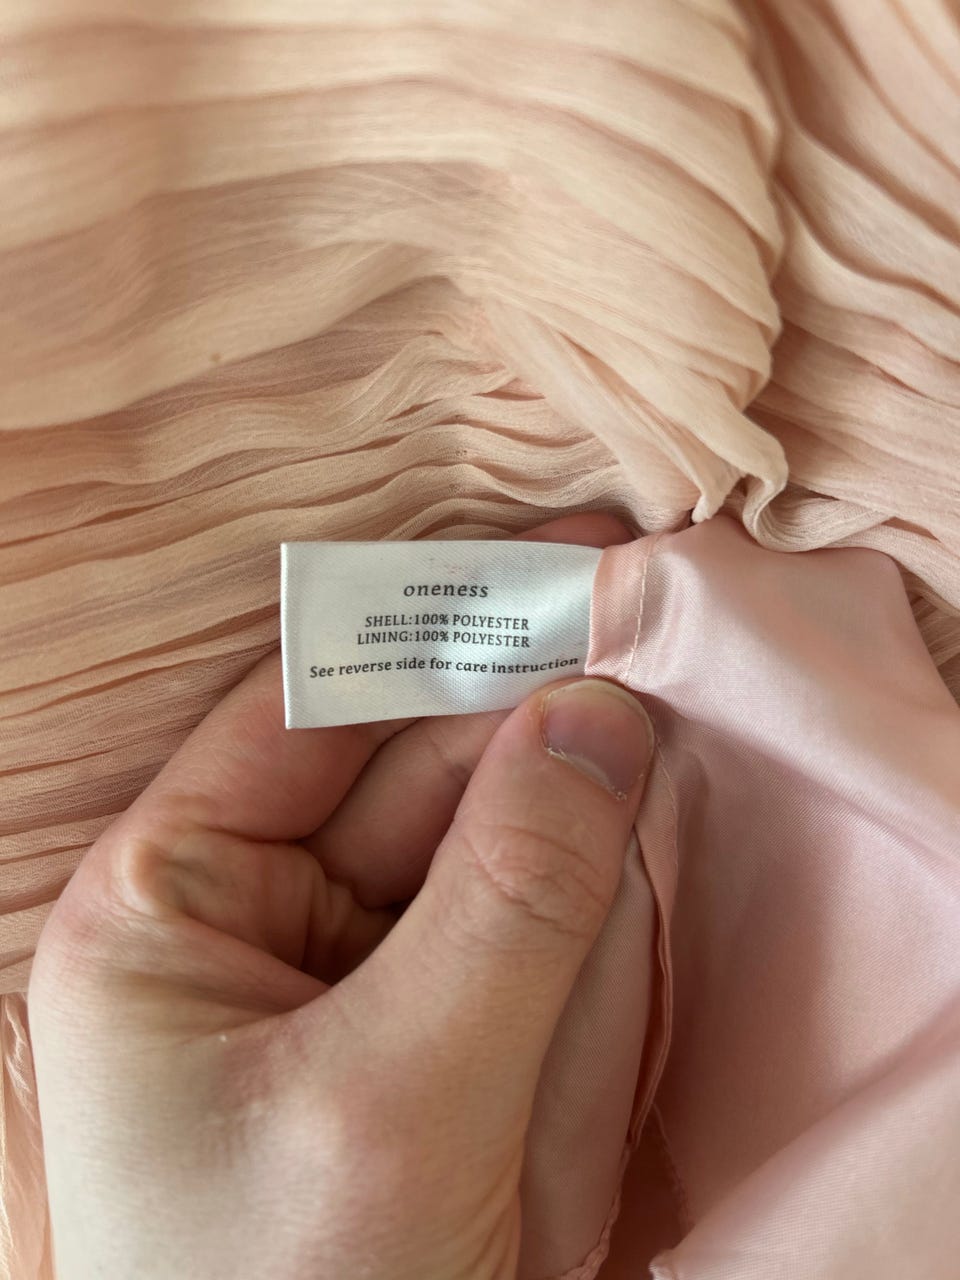 oneness
SHELL:100% POLYESTER
LINING:100% POLYESTER
See reverse side for care instruction